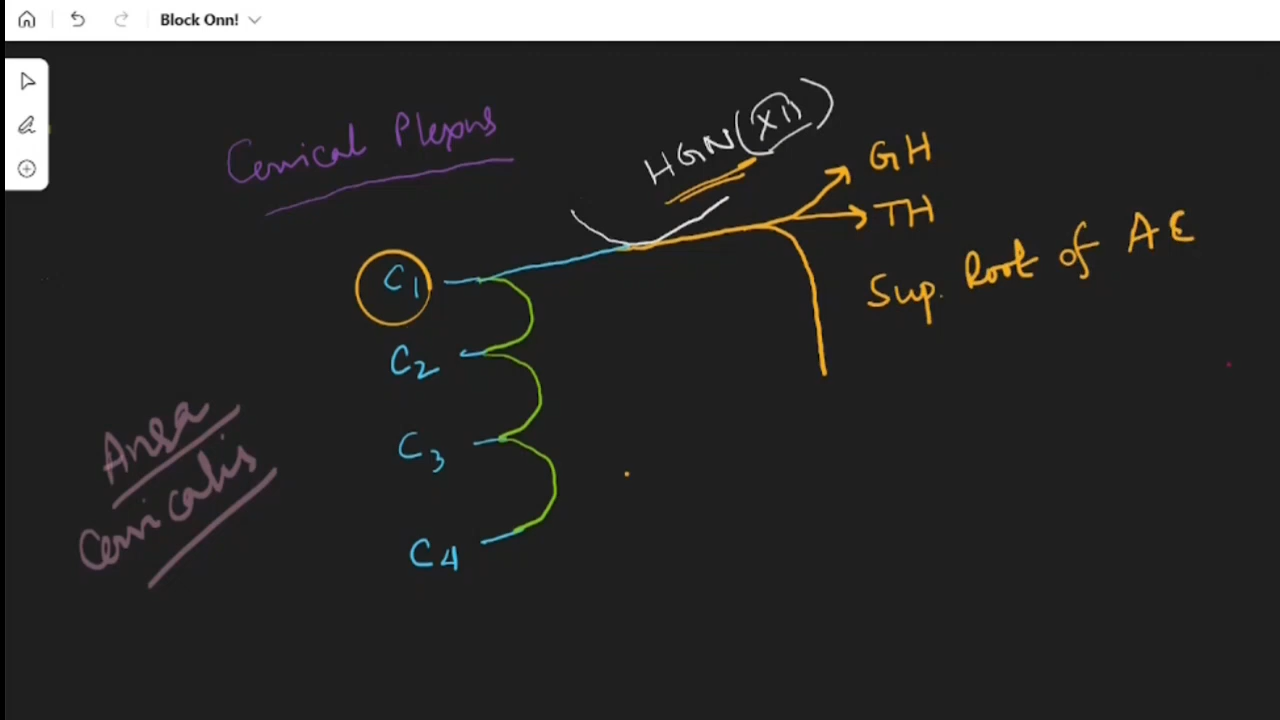 Block Onn!
Cervical Plexus
HGN (XII)
GH
TH
Sup. Root of AC
C1
C2
C3
C4
Ansa
Cervicalis